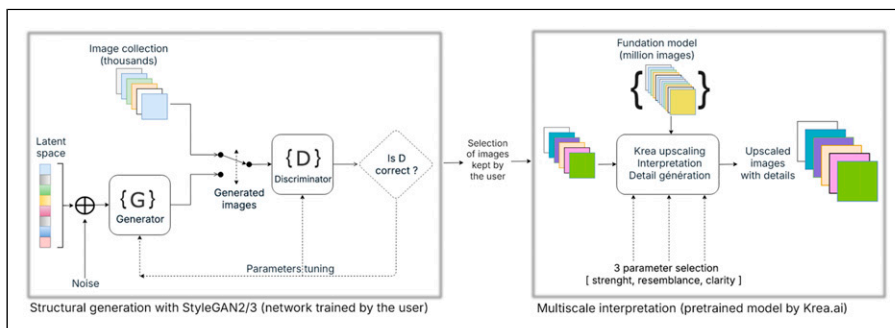 Image collection
(thousands)
Latent
space
{G}
Generator
Noise
Generated
images
{D}
Discriminator
Is D
correct ?
Parameters tuning
Structural generation with StyleGAN2/3 (network trained by the user)
Selection
of images
kept by
the user
Fundation model
(million images)
{ }
Krea upscaling
Interpretation
Detail génération
Upscaled
images
with details
3 parameter selection
[ strenght, resemblance, clarity ]
Multiscale interpretation (pretrained model by Krea.ai)